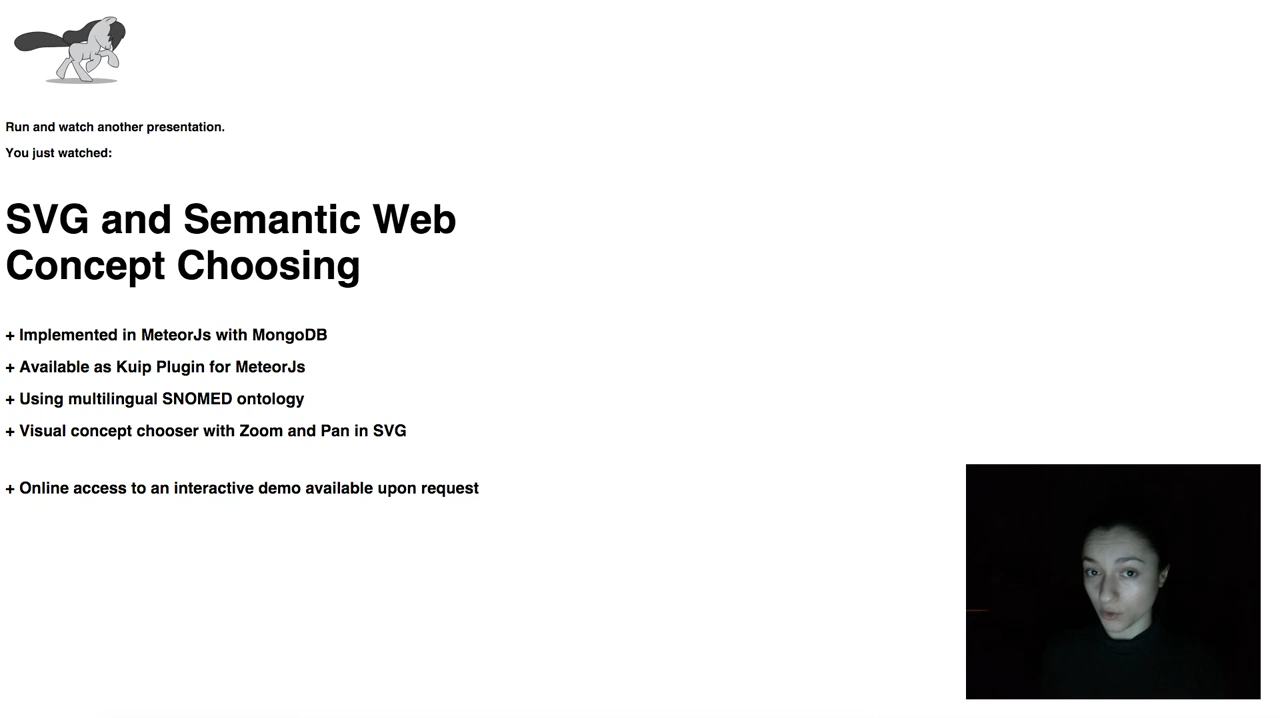 Run and watch another presentation.
You just watched:
SVG and Semantic Web
Concept Choosing
+ Implemented in MeteorJs with MongoDB
+ Available as Kuip Plugin for MeteorJs
+ Using multilingual SNOMED ontology
+ Visual concept chooser with Zoom and Pan in SVG
+ Online access to an interactive demo available upon request